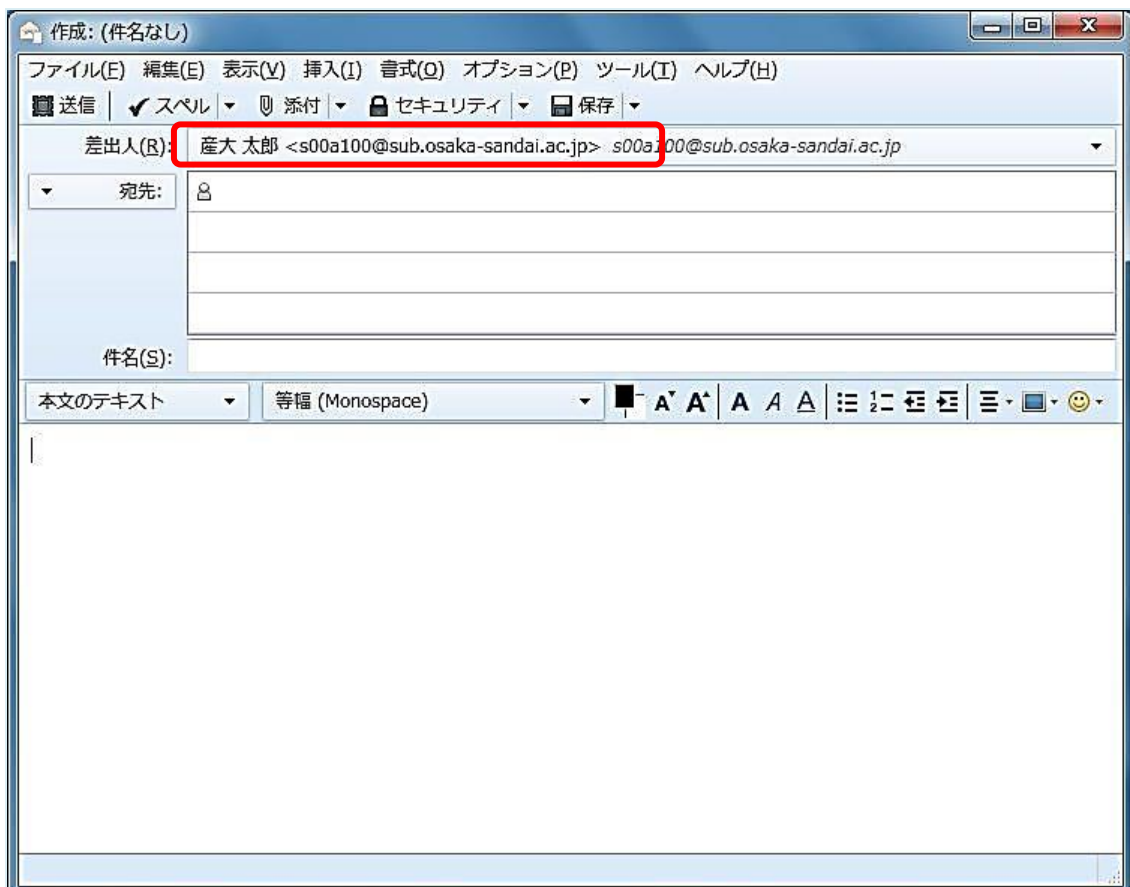 作成: (件名なし)
ファイル(F) 編集(E) 表示(V) 挿入(I) 書式(O) オプション(P) ツール(T) ヘルプ(H)
送信 スペル 添付 セキュリティ 保存
差出人(R): 産大 太郎 <s00a100@sub.osaka-sandai.ac.jp> s00a100@sub.osaka-sandai.ac.jp
宛先:
件名(S):
本文のテキスト 等幅 (Monospace)